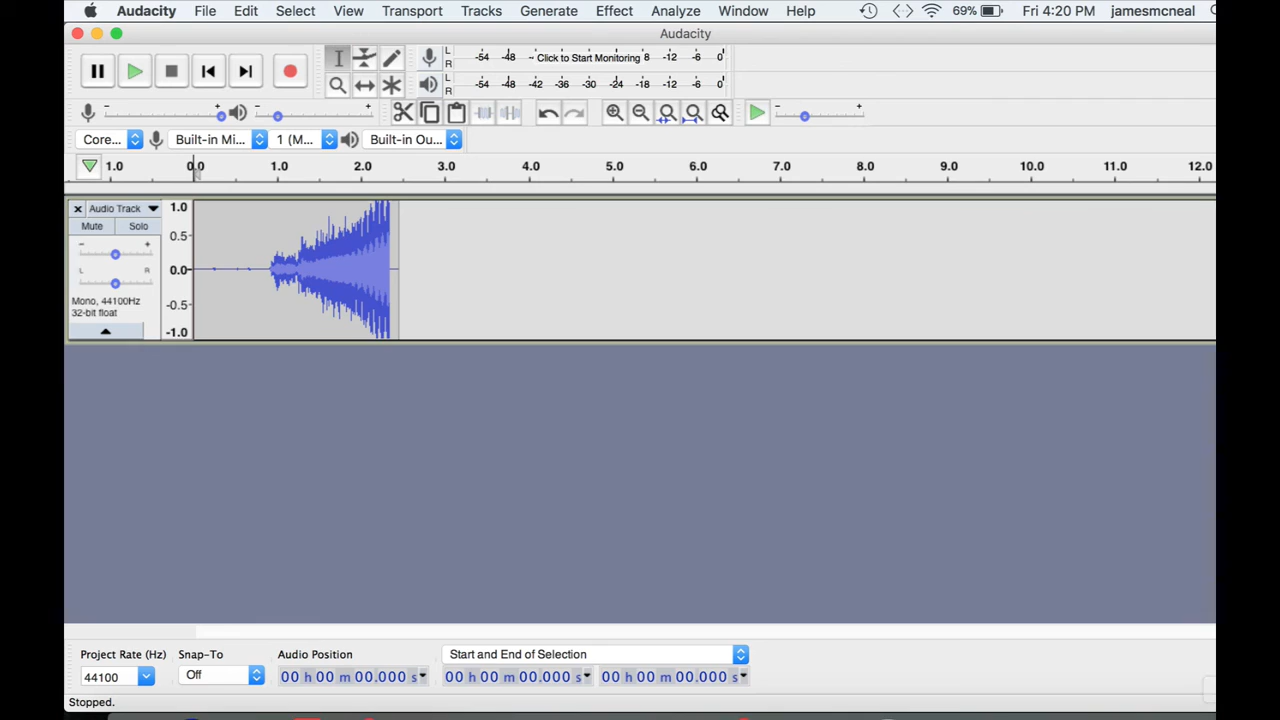 Audacity File Edit Select View Transport Tracks Generate Effect Analyze Window Help 69% Fri 4:20 PM jamesmcneal
Audacity
L -54 -48 -- Click to Start Monitoring 8 -12 -6 0
R
L -54 -48 -42 -36 -30 -24 -18 -12 -6 0
R
- + - + - +
Core... Built-in Mi... 1 (M... Built-in Ou...
1.0 0.0 1.0 2.0 3.0 4.0 5.0 6.0 7.0 8.0 9.0 10.0 11.0 12.0
x Audio Track 1.0
Mute Solo
- + 0.5
L R 0.0
Mono, 44100Hz -0.5
32-bit float
-1.0
Project Rate (Hz) Snap-To Audio Position Start and End of Selection
44100 Off 00 h 00 m 00.000 s 00 h 00 m 00.000 s 00 h 00 m 00.000 s
Stopped.